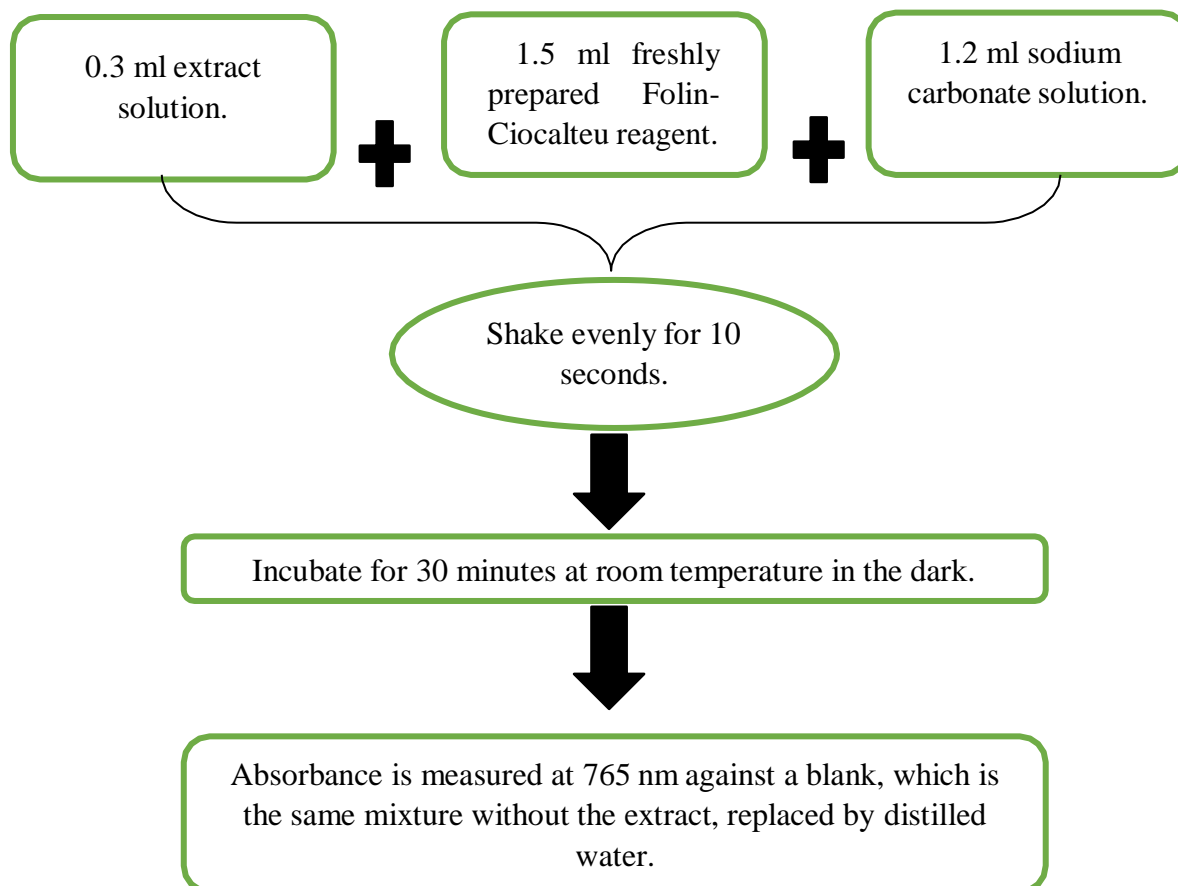 0.3 ml extract
solution.
1.5 ml freshly
prepared Folin-
Ciocalteu reagent.
1.2 ml sodium
carbonate solution.
Shake evenly for 10
seconds.
Incubate for 30 minutes at room temperature in the dark.
Absorbance is measured at 765 nm against a blank, which is
the same mixture without the extract, replaced by distilled
water.